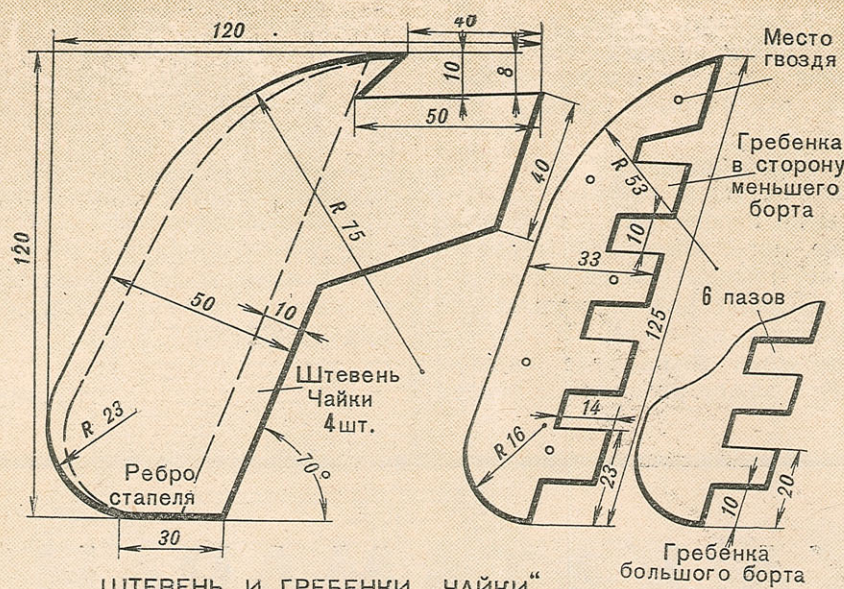 120
40
10
8
50
40
120
R 75
50
10
Штевень
Чайки
4шт.
R 23
70°
Ребро
стапеля
30
Место
гвоздя
Гребенка
в сторону
меньшего
борта
R 53
10
33
6 пазов
125
14
R 16
23
10
20
Гребенка
большого борта
ШТЕВЕНЬ И ГРЕБЕНКИ „ЧАЙКИ“